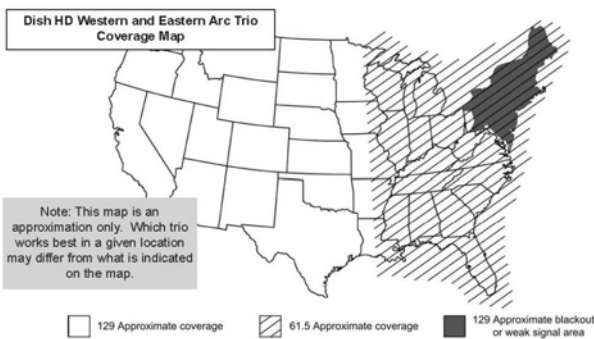 Dish HD Western and Eastern Arc Trio
Coverage Map
Note: This map is an
approximation only. Which trio
works best in a given location
may differ from what is indicated
on the map.
129 Approximate coverage
61.5 Approximate coverage
129 Approximate blackout
or weak signal area